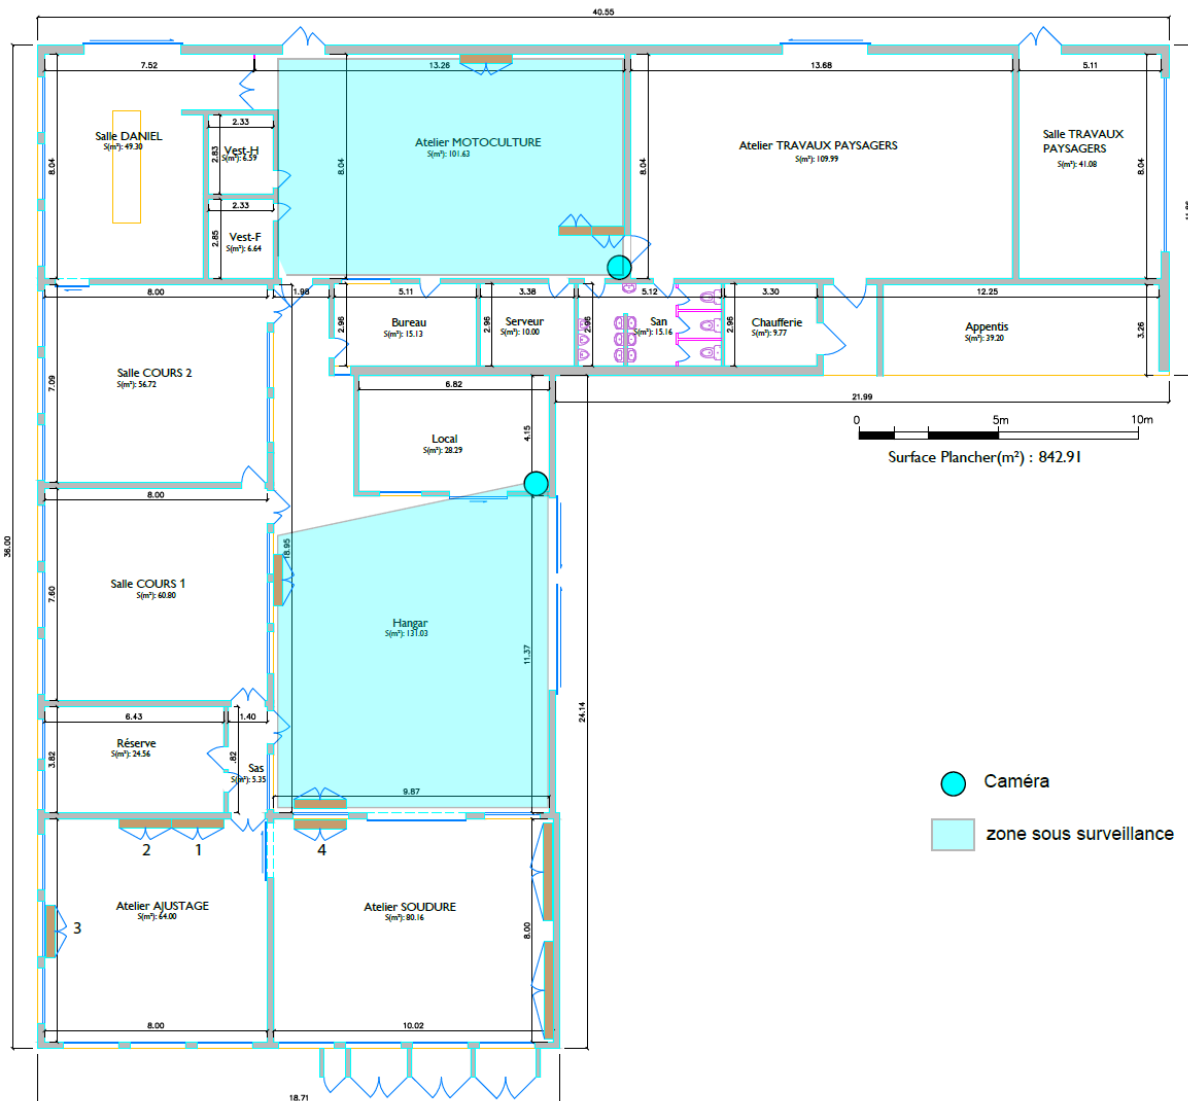 40.55
7.52
13.26
13.68
5.11
Salle DANIEL
S(m²): 49.30
8.04
2.33
Vest-H
S(m²): 6.59
2.83
2.33
Vest-F
S(m²): 6.64
2.85
Atelier MOTOCULTURE
S(m²): 101.63
8.04
Atelier TRAVAUX PAYSAGERS
S(m²): 109.99
8.04
Salle TRAVAUX
PAYSAGERS
S(m²): 41.08
8.04
8.00
1.98
5.11
3.38
5.12
3.30
12.25
2.96
Bureau
S(m²): 15.13
Serveur
S(m²): 10.00
2.96
2.96
San
S(m²): 15.16
2.96
Chaufferie
S(m²): 9.77
Appentis
S(m²): 39.20
3.26
Salle COURS 2
S(m²): 56.72
7.09
6.82
21.99
Local
S(m²): 28.29
4.15
0
5m
10m
Surface Plancher(m²) : 842.91
8.00
36.00
18.95
Salle COURS 1
S(m²): 60.80
7.60
Hangar
S(m²): 131.03
11.37
24.14
6.43
1.40
Réserve
S(m²): 24.56
3.82
.82
Sas
S(m²): 5.35
9.87
Caméra
zone sous surveillance
2
1
4
3
Atelier AJUSTAGE
S(m²): 64.00
Atelier SOUDURE
S(m²): 80.16
8.00
8.00
10.02
18.71